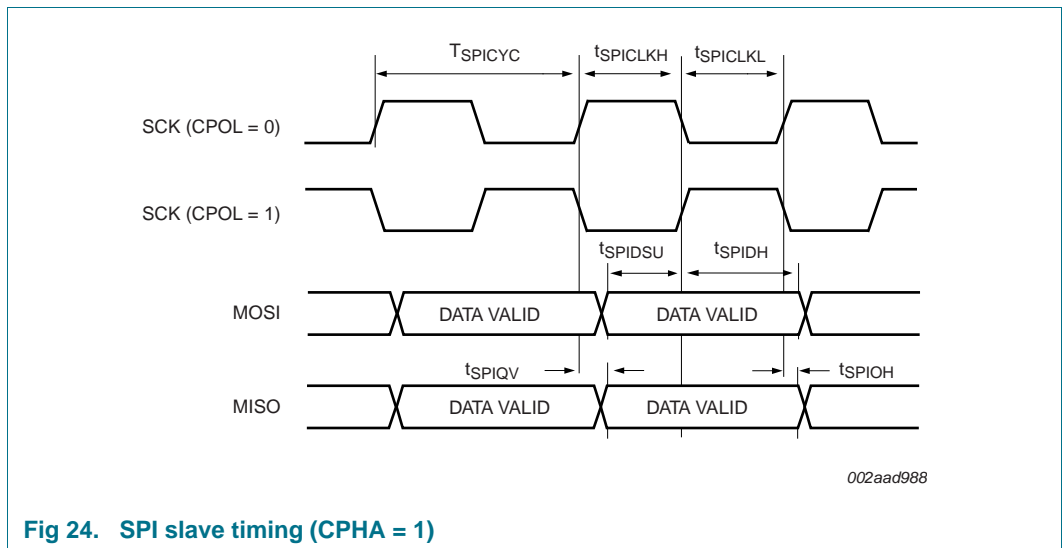 TSPICYC tSPICLKH tSPICLKL
SCK (CPOL = 0)
SCK (CPOL = 1)
tSPIDSU tSPIDH
MOSI DATA VALID DATA VALID
tSPIQV tSPIOH
MISO DATA VALID DATA VALID
002aad988
Fig 24. SPI slave timing (CPHA = 1)